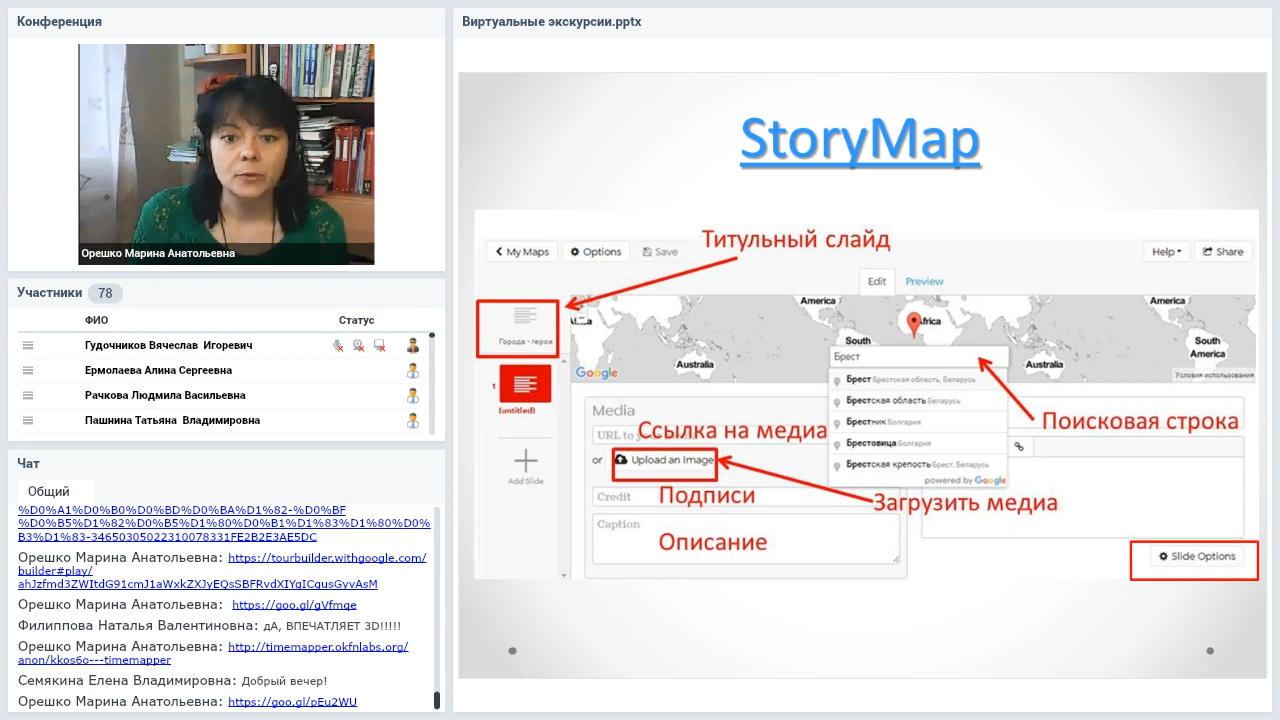 Конференция
Орешко Марина Анатольевна
Участники 78
ФИО Статус
Гудочников Вячеслав Игоревич
Ермолаева Алина Сергеевна
Рачкова Людмила Васильевна
Пашнина Татьяна Владимировна
Чат
Общий
%D0%A1%D0%B0%D0%BD%D0%BA%D1%82-%D0%BF
%D0%B5%D1%82%D0%B5%D1%80%D0%B1%D1%83%D1%80%D0%
B3%D1%83-34650305022310078331FE2B2E3AE5DC
Орешко Марина Анатольевна: https://tourbuilder.withgoogle.com/
builder#play/
ahJzfmd3ZWItdG91cmJ1aWxkZXJyEQsSBFRvdXIYgICgusGyvAsM
Орешко Марина Анатольевна: https://goo.gl/gVfmqe
Филиппова Наталья Валентиновна: дА, ВПЕЧАТЛЯЕТ 3D!!!!!
Орешко Марина Анатольевна: http://timemapper.okfnlabs.org/
anon/kkos6o---timemapper
Семякина Елена Владимировна: Добрый вечер!
Орешко Марина Анатольевна: https://goo.gl/pEu2WU
Виртуальные экскурсии.pptx
StoryMap
Титульный слайд
My Maps Options Save Help Share
Edit Preview
Города - герои
1
(untitled)
Add Slide
America
America
Africa
South
South
America
Australia
Australia
Google
Условия использования
Брест
Брест Брестская область, Беларусь
Брестская область Беларусь
Брестник Болгария
Брестовица Болгария
Брестская крепость Брест, Беларусь
powered by Google
Поисковая строка
Media
URL to y
Ссылка на медиа
or Upload an Image
Загрузить медиа
Credit
Подписи
Caption
Описание
Slide Options